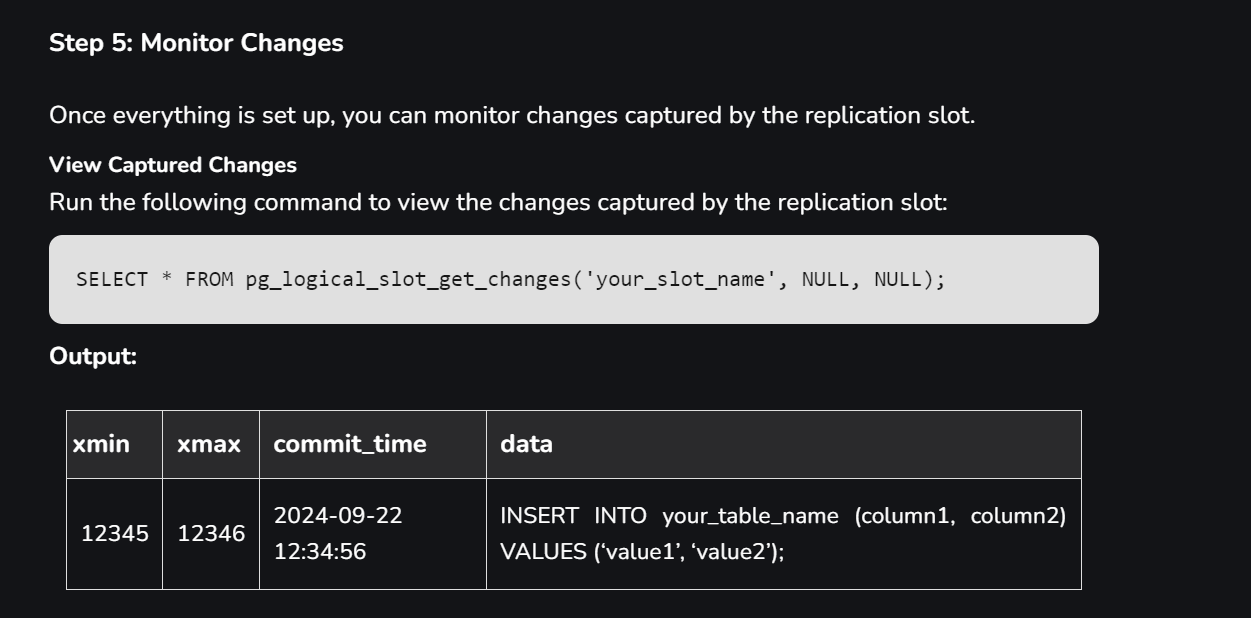 Step 5: Monitor Changes
Once everything is set up, you can monitor changes captured by the replication slot.
View Captured Changes
Run the following command to view the changes captured by the replication slot:
SELECT * FROM pg_logical_slot_get_changes('your_slot_name', NULL, NULL);
Output:
xmin xmax commit_time data
12345 12346 2024-09-22 12:34:56 INSERT INTO your_table_name (column1, column2) VALUES (‘value1’, ‘value2’);